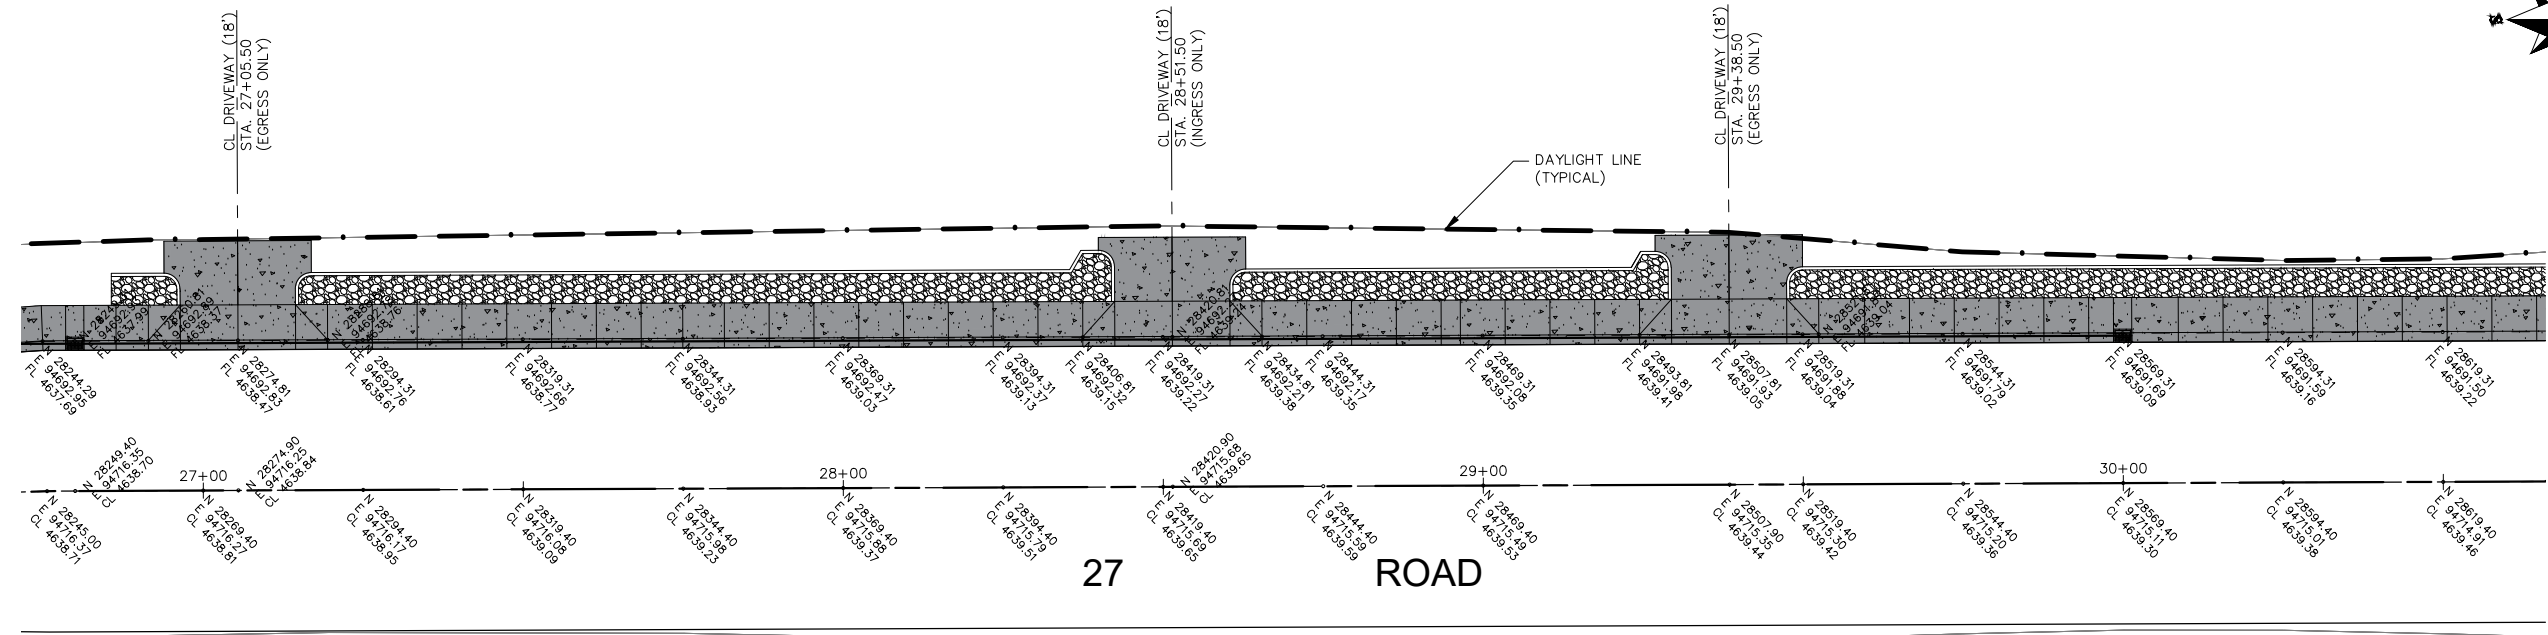 CL DRIVEWAY (18')
STA. 27+05.50
(EGRESS ONLY)
CL DRIVEWAY (18')
STA. 28+51.50
(INGRESS ONLY)
CL DRIVEWAY (18')
STA. 29+38.50
(EGRESS ONLY)
DAYLIGHT LINE
(TYPICAL)
N 28244.29
E 94692.95
FL 4637.69
N 28274.81
E 94692.83
FL 4638.47
N 28294.31
E 94692.76
FL 4638.61
N 28319.31
E 94692.66
FL 4638.77
N 28344.31
E 94692.56
FL 4638.93
N 28369.31
E 94692.47
FL 4639.03
N 28394.31
E 94692.37
FL 4639.13
N 28406.81
E 94692.32
FL 4639.15
N 28419.31
E 94692.27
FL 4639.22
N 28434.81
E 94692.21
FL 4639.38
N 28444.31
E 94692.17
FL 4639.35
N 28469.31
E 94692.08
FL 4639.35
N 28493.81
E 94691.98
FL 4639.41
N 28507.81
E 94691.93
FL 4639.05
N 28519.31
E 94691.88
FL 4639.04
N 28544.31
E 94691.79
FL 4639.02
N 28569.31
E 94691.69
FL 4639.09
N 28594.31
E 94691.59
FL 4639.16
N 28619.31
E 94691.50
FL 4639.22
N 28249.40
E 94716.35
CL 4638.70
27+00
N 28274.90
E 94716.25
CL 4638.84
28+00
N 28420.90
E 94715.68
CL 4639.65
29+00
30+00
N 28245.00
E 94716.37
CL 4638.71
N 28269.40
E 94716.27
CL 4638.81
N 28294.40
E 94716.17
CL 4638.95
N 28319.40
E 94716.08
CL 4639.09
N 28344.40
E 94715.98
CL 4639.23
N 28369.40
E 94715.88
CL 4639.37
N 28394.40
E 94715.79
CL 4639.51
N 28419.40
E 94715.69
CL 4639.65
N 28444.40
E 94715.59
CL 4639.59
N 28469.40
E 94715.49
CL 4639.53
N 28507.90
E 94715.35
CL 4639.44
N 28519.40
E 94715.30
CL 4639.42
N 28544.40
E 94715.20
CL 4639.36
N 28569.40
E 94715.11
CL 4639.30
N 28594.40
E 94715.01
CL 4639.38
N 28619.40
E 94714.91
CL 4639.46
27 ROAD